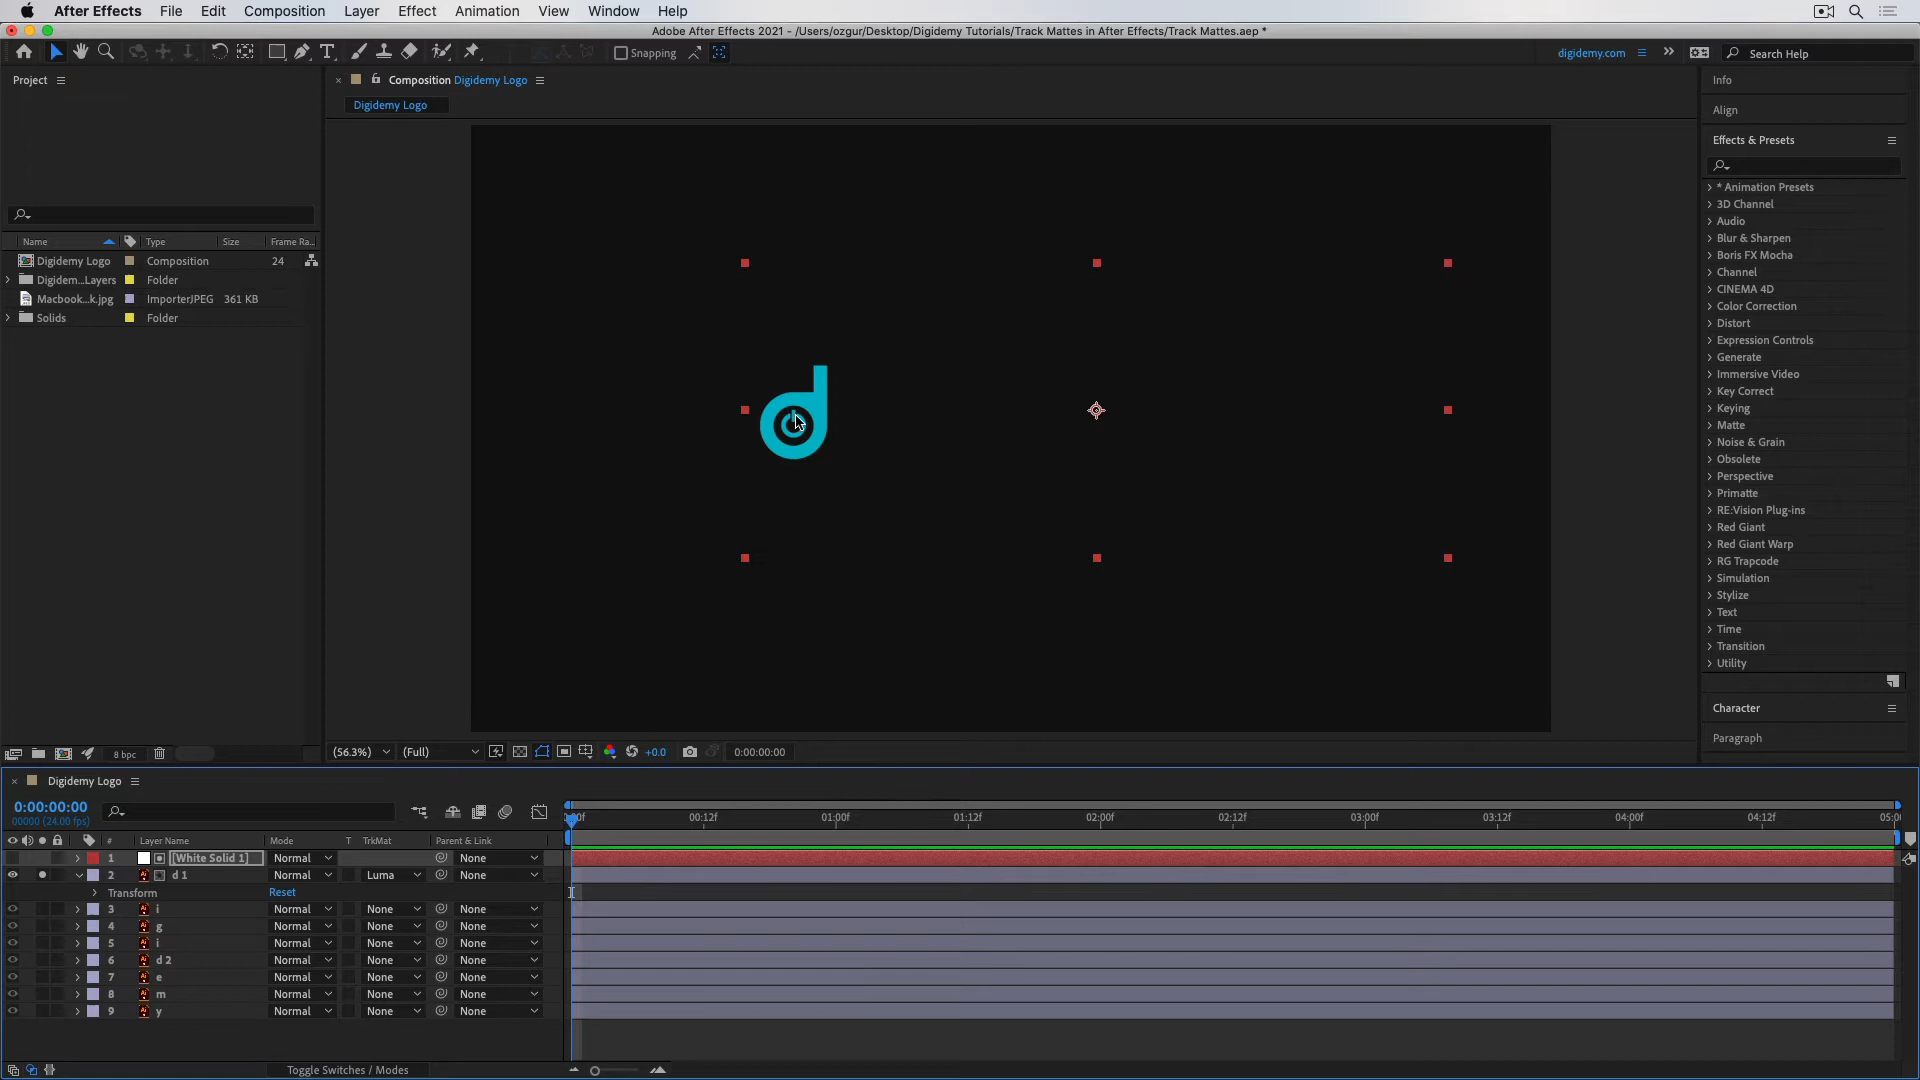 After Effects File Edit Composition Layer Effect Animation View Window Help
Adobe After Effects 2021 - /Users/ozgur/Desktop/Digidemy Tutorials/Track Mattes in After Effects/Track Mattes.aep *
Snapping digidemy.com Search Help
Project
Composition Digidemy Logo
Digidemy Logo
Name Type Size Frame Ra...
Digidemy Logo Composition 24
Digidem...Layers Folder
Macbook...k.jpg ImporterJPEG 361 KB
Solids Folder
8 bpc
(56.3%) (Full) +0.0 0:00:00:00
Info
Align
Effects & Presets
* Animation Presets
3D Channel
Audio
Blur & Sharpen
Boris FX Mocha
Channel
CINEMA 4D
Color Correction
Distort
Expression Controls
Generate
Immersive Video
Key Correct
Keying
Matte
Noise & Grain
Obsolete
Perspective
Primatte
RE:Vision Plug-ins
Red Giant
Red Giant Warp
RG Trapcode
Simulation
Stylize
Text
Time
Transition
Utility
Character
Paragraph
Digidemy Logo
0:00:00:00
00000 (24.00 fps)
00:12f 01:00f 01:12f 02:00f 02:12f 03:00f 03:12f 04:00f 04:12f
# Layer Name Mode T TrkMat Parent & Link
1 [White Solid 1] Normal None
2 d 1 Normal Luma None
Transform Reset
3 i Normal None None
4 g Normal None None
5 i Normal None None
6 d 2 Normal None None
7 e Normal None None
8 m Normal None None
9 y Normal None None
Toggle Switches / Modes